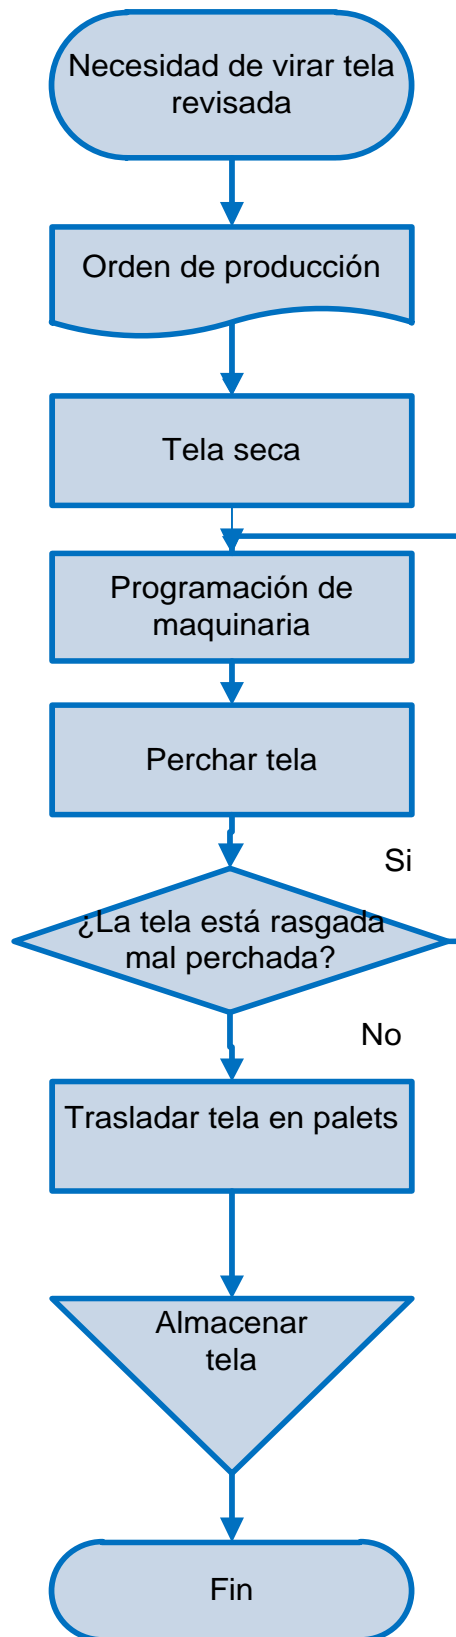 Necesidad de virar tela
revisada
Orden de producción
Tela seca
Programación de
maquinaria
Perchar tela
Si
¿La tela está rasgada
mal perchada?
No
Trasladar tela en palets
Almacenar
tela
Fin